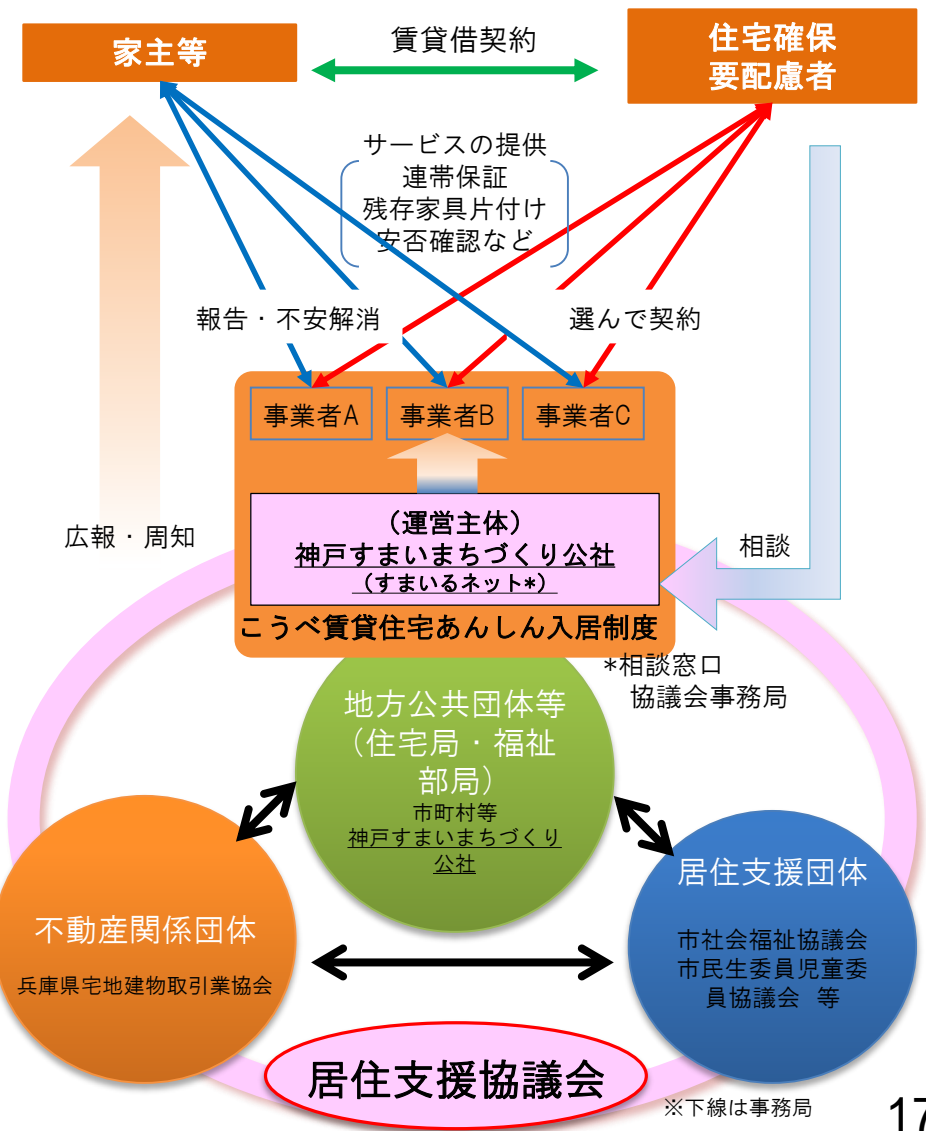 家主等
賃貸借契約
住宅確保
要配慮者
サービスの提供
連帯保証
残存家具片付け
安否確認など
報告・不安解消
選んで契約
事業者A
事業者B
事業者C
広報・周知
(運営主体)
神戸すまいまちづくり公社
(すまいるネット*)
相談
こうべ賃貸住宅あんしん入居制度
*相談窓口
協議会事務局
地方公共団体等
(住宅局・福祉
部局)
市町村等
神戸すまいまちづくり
公社
不動産関係団体
兵庫県宅地建物取引業協会
居住支援団体
市社会福祉協議会
市民生委員児童委
員協議会 等
居住支援協議会
※下線は事務局
17